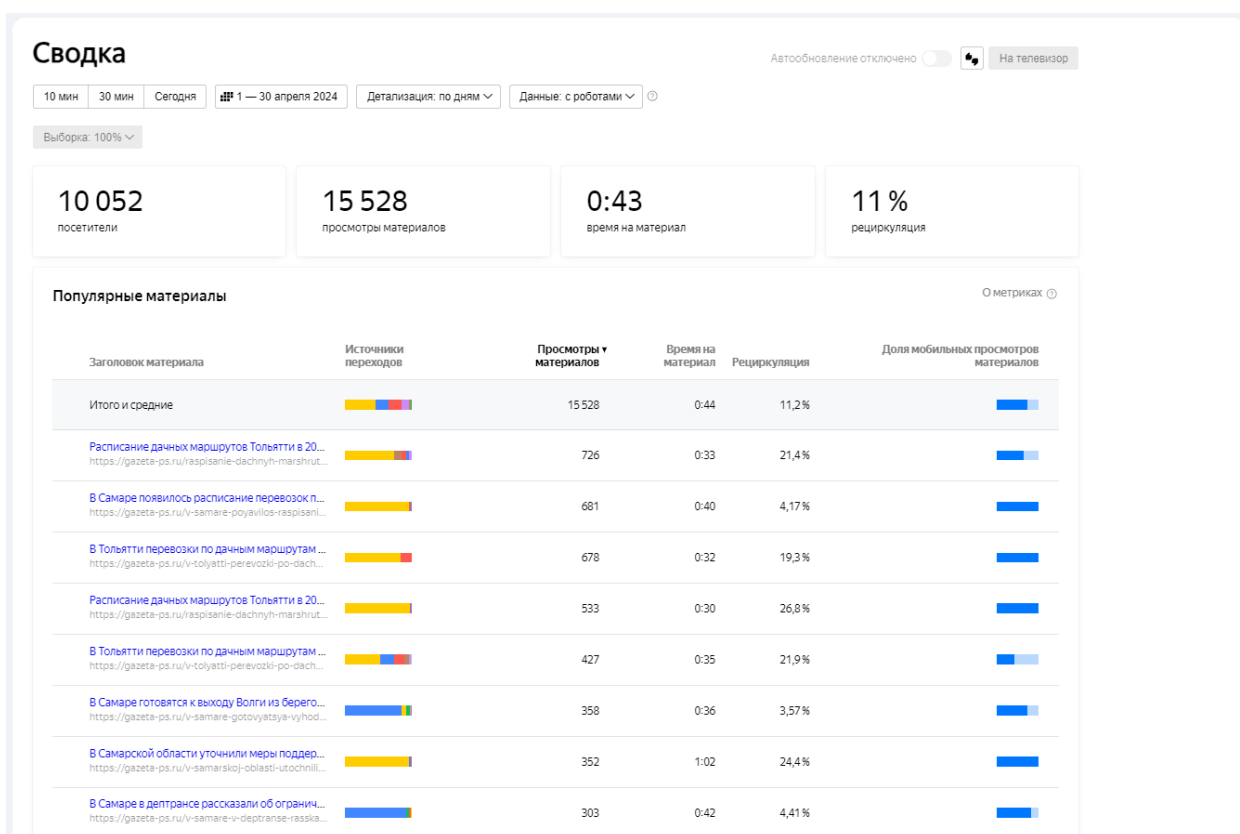 Сводка
Автообновление отключено
На телевизор
10 мин 30 мин Сегодня 1 — 30 апреля 2024 Детализация: по дням Данные: с роботами
Выборка: 100%
10 052 15 528 0:43 11 %
посетители просмотры материалов время на материал рециркуляция
Популярные материалы О метриках
Источники Просмотры ▾ Время на Доля мобильных просмотров
Заголовок материала переходов материалов материал Рециркуляция материалов
Итого и средние 15 528 0:44 11,2 %
Расписание дачных маршрутов Тольятти в 20...
https://gazeta-ps.ru/raspisanie-dachnyh-marshrut... 726 0:33 21,4 %
В Самаре появилось расписание перевозок п...
https://gazeta-ps.ru/v-samare-poyavilos-raspisani... 681 0:40 4,17 %
В Тольятти перевозки по дачным маршрутам ...
https://gazeta-ps.ru/v-tolyatti-perevozki-po-dach... 678 0:32 19,3 %
Расписание дачных маршрутов Тольятти в 20...
https://gazeta-ps.ru/raspisanie-dachnyh-marshrut... 533 0:30 26,8 %
В Тольятти перевозки по дачным маршрутам ...
https://gazeta-ps.ru/v-tolyatti-perevozki-po-dach... 427 0:35 21,9 %
В Самаре готовятся к выходу Волги из берего...
https://gazeta-ps.ru/v-samare-gotovyatsya-vyhod... 358 0:36 3,57 %
В Самарской области уточнили меры поддер...
https://gazeta-ps.ru/v-samarskoj-oblasti-utochnili... 352 1:02 24,4 %
В Самаре в дептрансе рассказали об огранич...
https://gazeta-ps.ru/v-samare-v-deptranse-rasska... 303 0:42 4,41 %